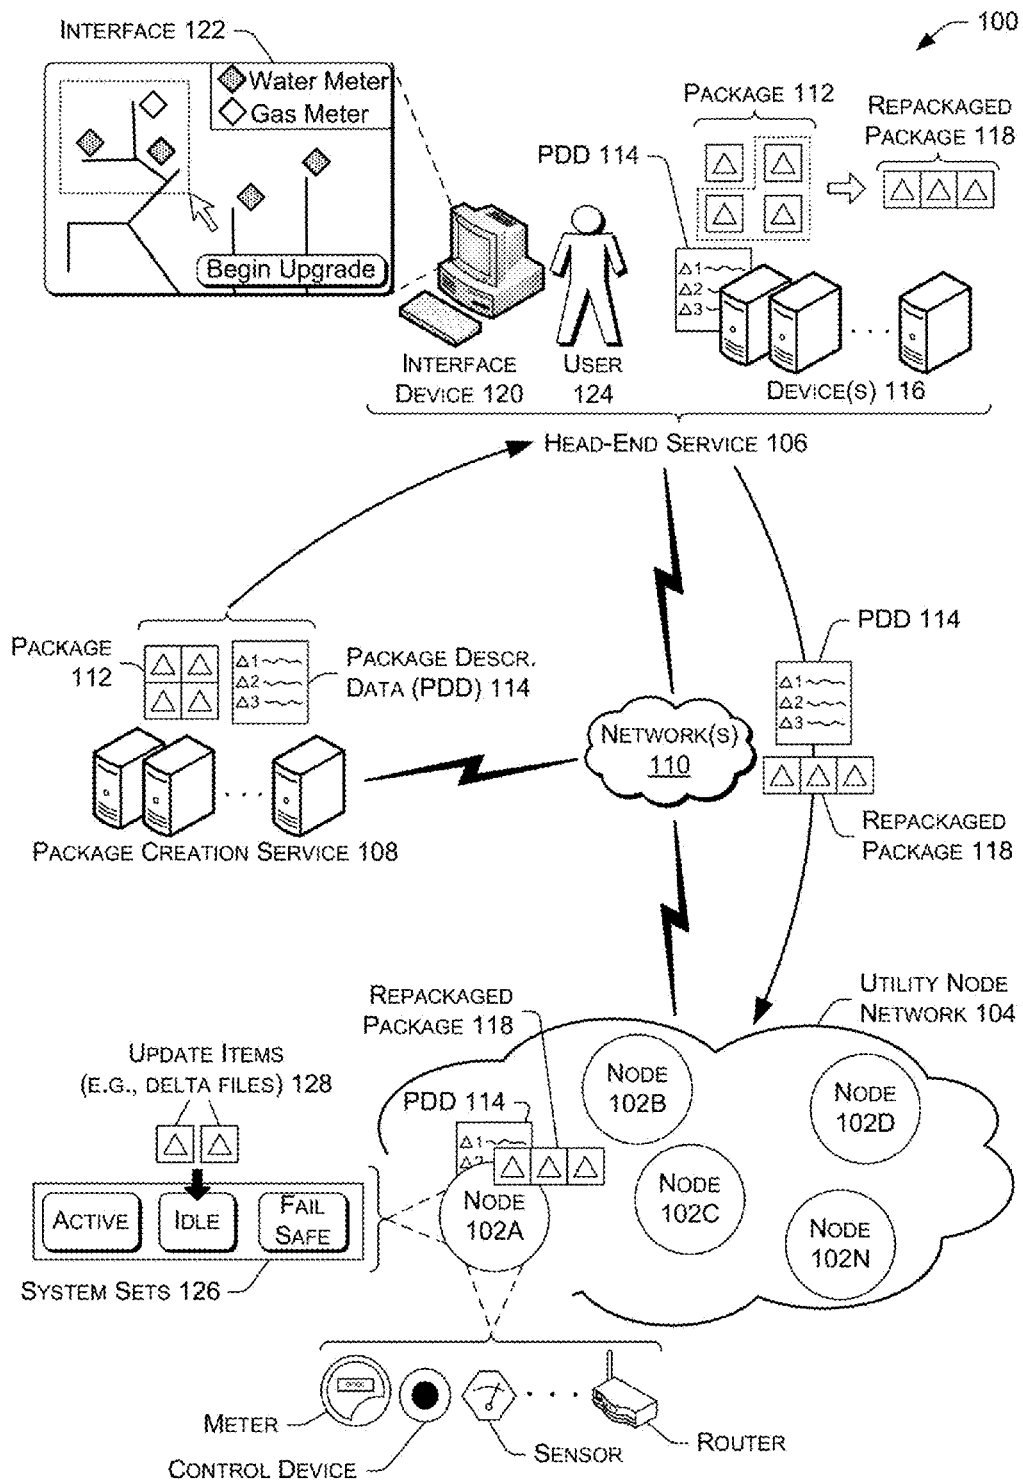 100
INTERFACE 122
Water Meter
Gas Meter
Begin Upgrade
PACKAGE 112
REPACKAGED
PACKAGE 118
PDD 114
Δ1
Δ2
Δ3
INTERFACE
DEVICE 120
USER
124
DEVICE(S) 116
HEAD-END SERVICE 106
PACKAGE
112
Δ1
Δ2
Δ3
PACKAGE DESCR.
DATA (PDD) 114
PDD 114
Δ1
Δ2
Δ3
NETWORK(S)
110
REPACKAGED
PACKAGE 118
PACKAGE CREATION SERVICE 108
UTILITY NODE
NETWORK 104
REPACKAGED
PACKAGE 118
UPDATE ITEMS
(E.G., DELTA FILES) 128
PDD 114
Δ1
Δ2
NODE
102B
NODE
102D
NODE
102A
NODE
102C
NODE
102N
ACTIVE
IDLE
FAIL
SAFE
SYSTEM SETS 126
METER
CONTROL DEVICE
SENSOR
ROUTER